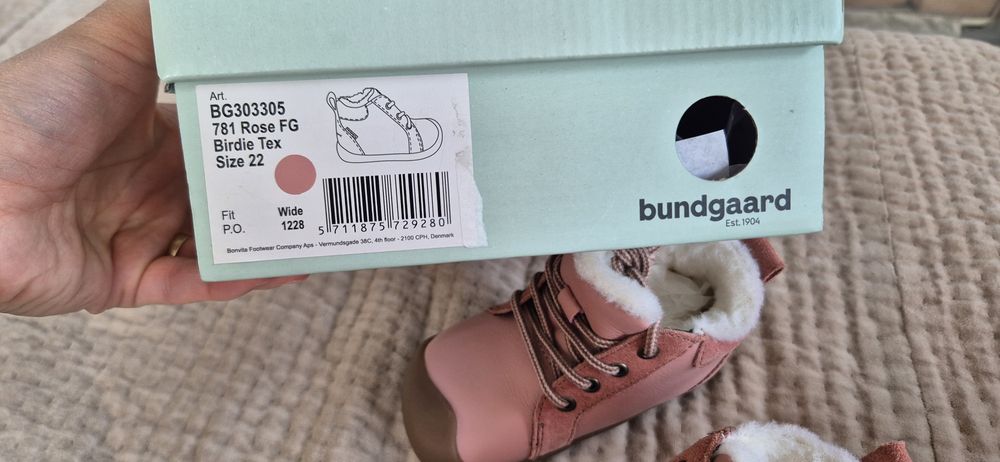 Art.
BG303305
781 Rose FG
Birdie Tex
Size 22
Fit Wide
P.O. 1228
5 711875 729280
Bonvita Footwear Company Aps - Vermundsgade 38C, 4th floor - 2100 CPH, Denmark
bundgaard
Est. 1904